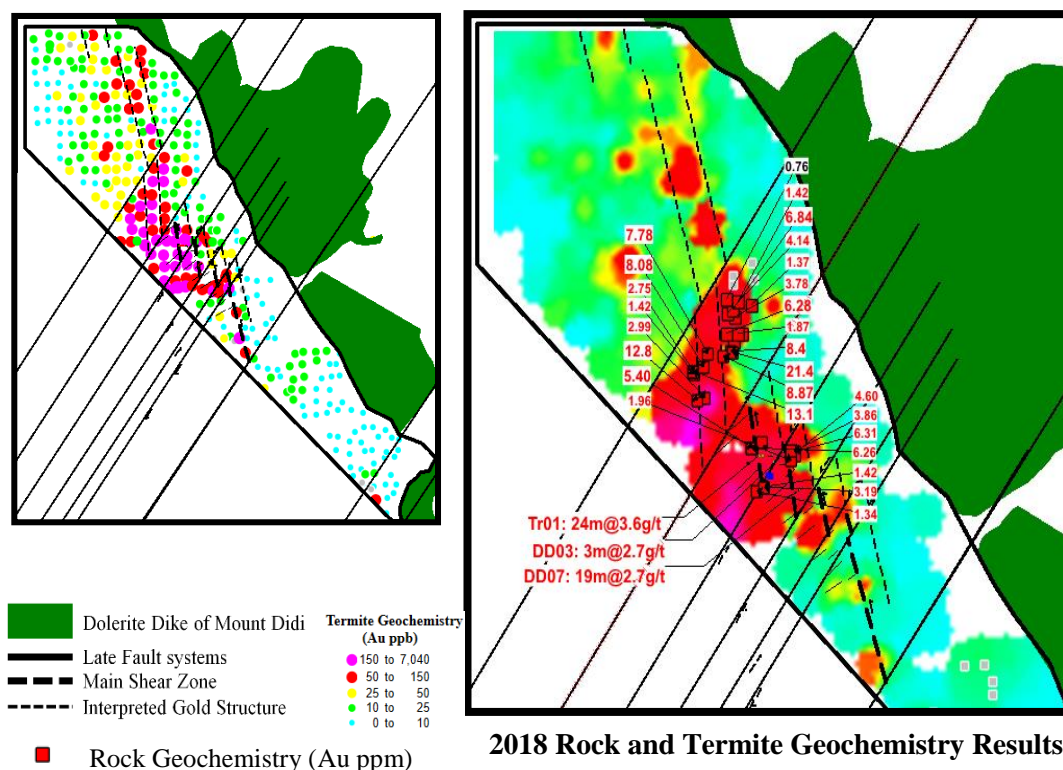 0.76
1.42
6.84
4.14
1.37
3.78
6.28
1.87
8.4
21.4
8.87
13.1
7.78
8.08
2.75
1.42
2.99
12.8
5.40
1.96
4.60
3.86
6.31
6.26
1.42
3.19
1.34
Tr01: 24m@3.6g/t
DD03: 3m@2.7g/t
DD07: 19m@2.7g/t
Dolerite Dike of Mount Didi
Late Fault systems
Main Shear Zone
Interpreted Gold Structure
Rock Geochemistry (Au ppm)
Termite Geochemistry
(Au ppb)
150 to 7,040
50 to 150
25 to 50
10 to 25
0 to 10
2018 Rock and Termite Geochemistry Results